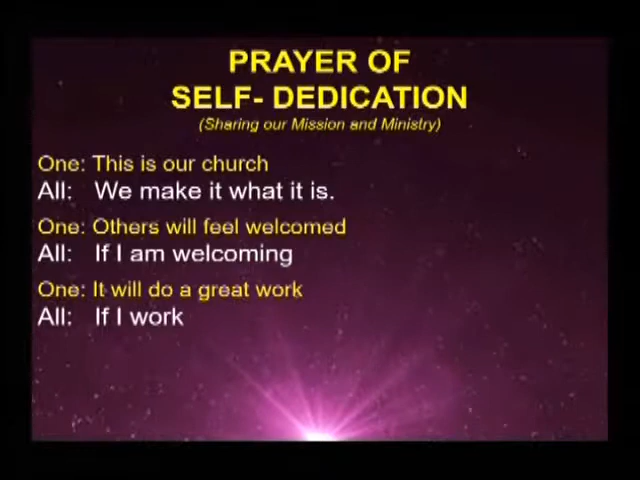 PRAYER OF
SELF- DEDICATION
(Sharing our Mission and Ministry)
One: This is our church
All: We make it what it is.
One: Others will feel welcomed
All: If I am welcoming
One: It will do a great work
All: If I work